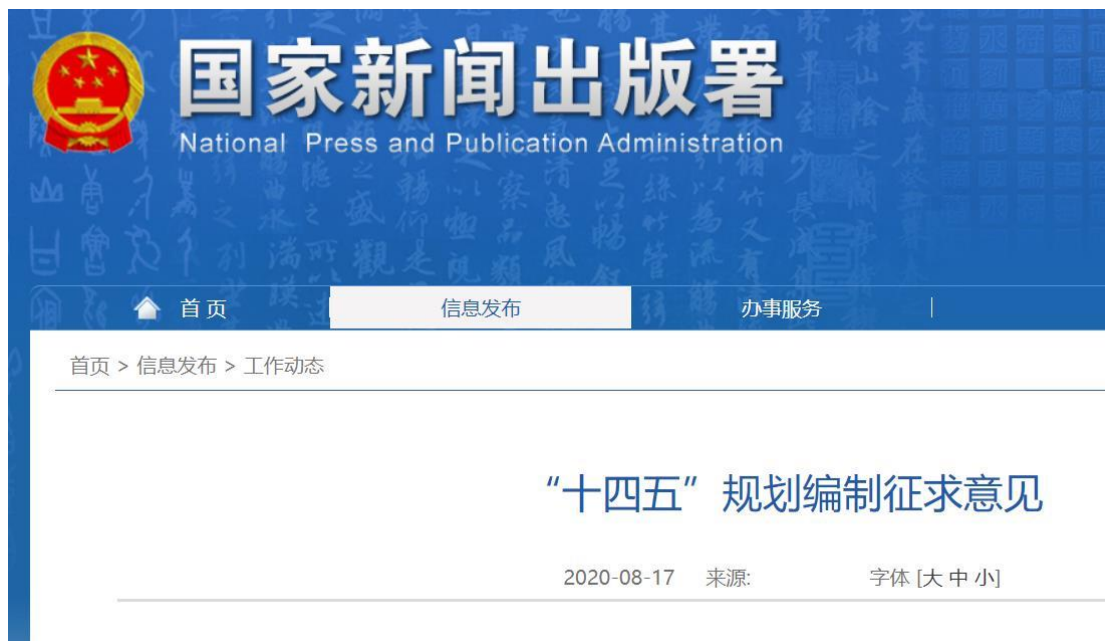 国家新闻出版署
National Press and Publication Administration
首页 信息发布 办事服务
首页 > 信息发布 > 工作动态
“十四五”规划编制征求意见
2020-08-17 来源: 字体 [大 中 小]